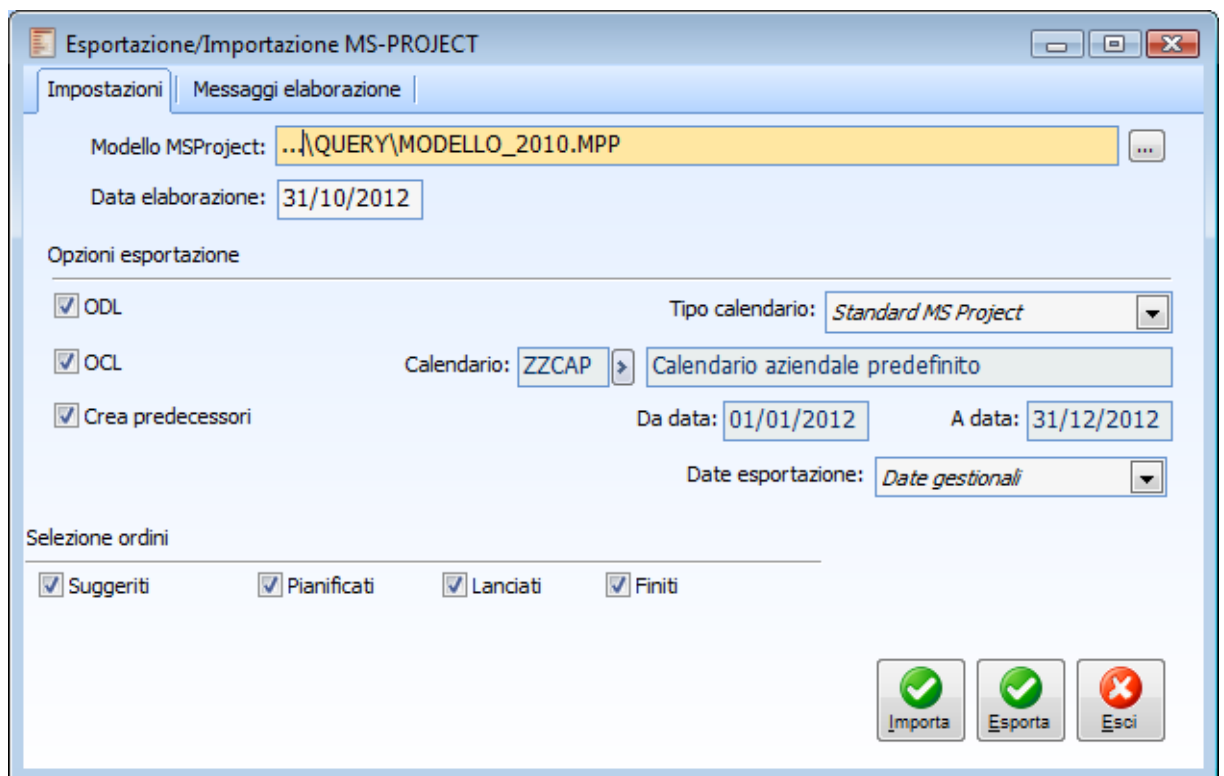 Esportazione/Importazione MS-PROJECT
Impostazioni Messaggi elaborazione
Modello MSProject: ...\QUERY\MODELLO_2010.MPP ...
Data elaborazione: 31/10/2012
Opzioni esportazione
ODL Tipo calendario: Standard MS Project
OCL Calendario: ZZCAP > Calendario aziendale predefinito
Crea predecessori Da data: 01/01/2012 A data: 31/12/2012
Date esportazione: Date gestionali
Selezione ordini
Suggeriti Pianificati Lanciati Finiti
Importa Esporta Esci